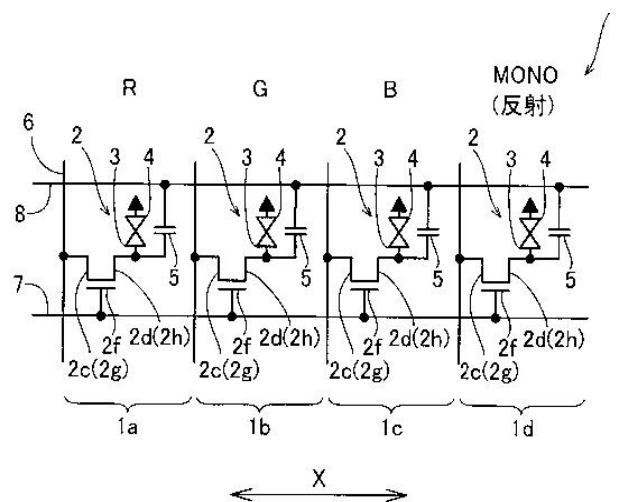 R G B MONO
(反射)
6 2 3 4 2 3 4 2 3 4 2 3 4
8
5 5 5 5
7
2f 2d(2h) 2f 2d(2h) 2f 2d(2h) 2f 2d(2h)
2c(2g) 2c(2g) 2c(2g) 2c(2g)
1a 1b 1c 1d
X